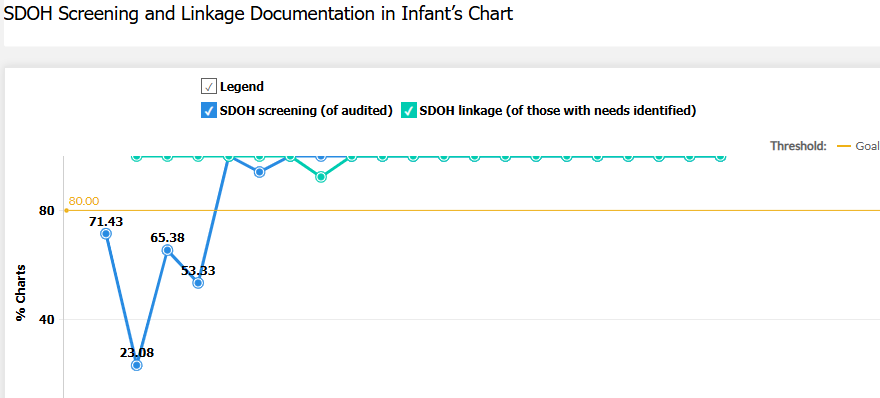 SDOH Screening and Linkage Documentation in Infant’s Chart
Legend
SDOH screening (of audited) SDOH linkage (of those with needs identified)
Threshold: Goal
80.00
80
71.43
65.38
53.33
% Charts
40
23.08